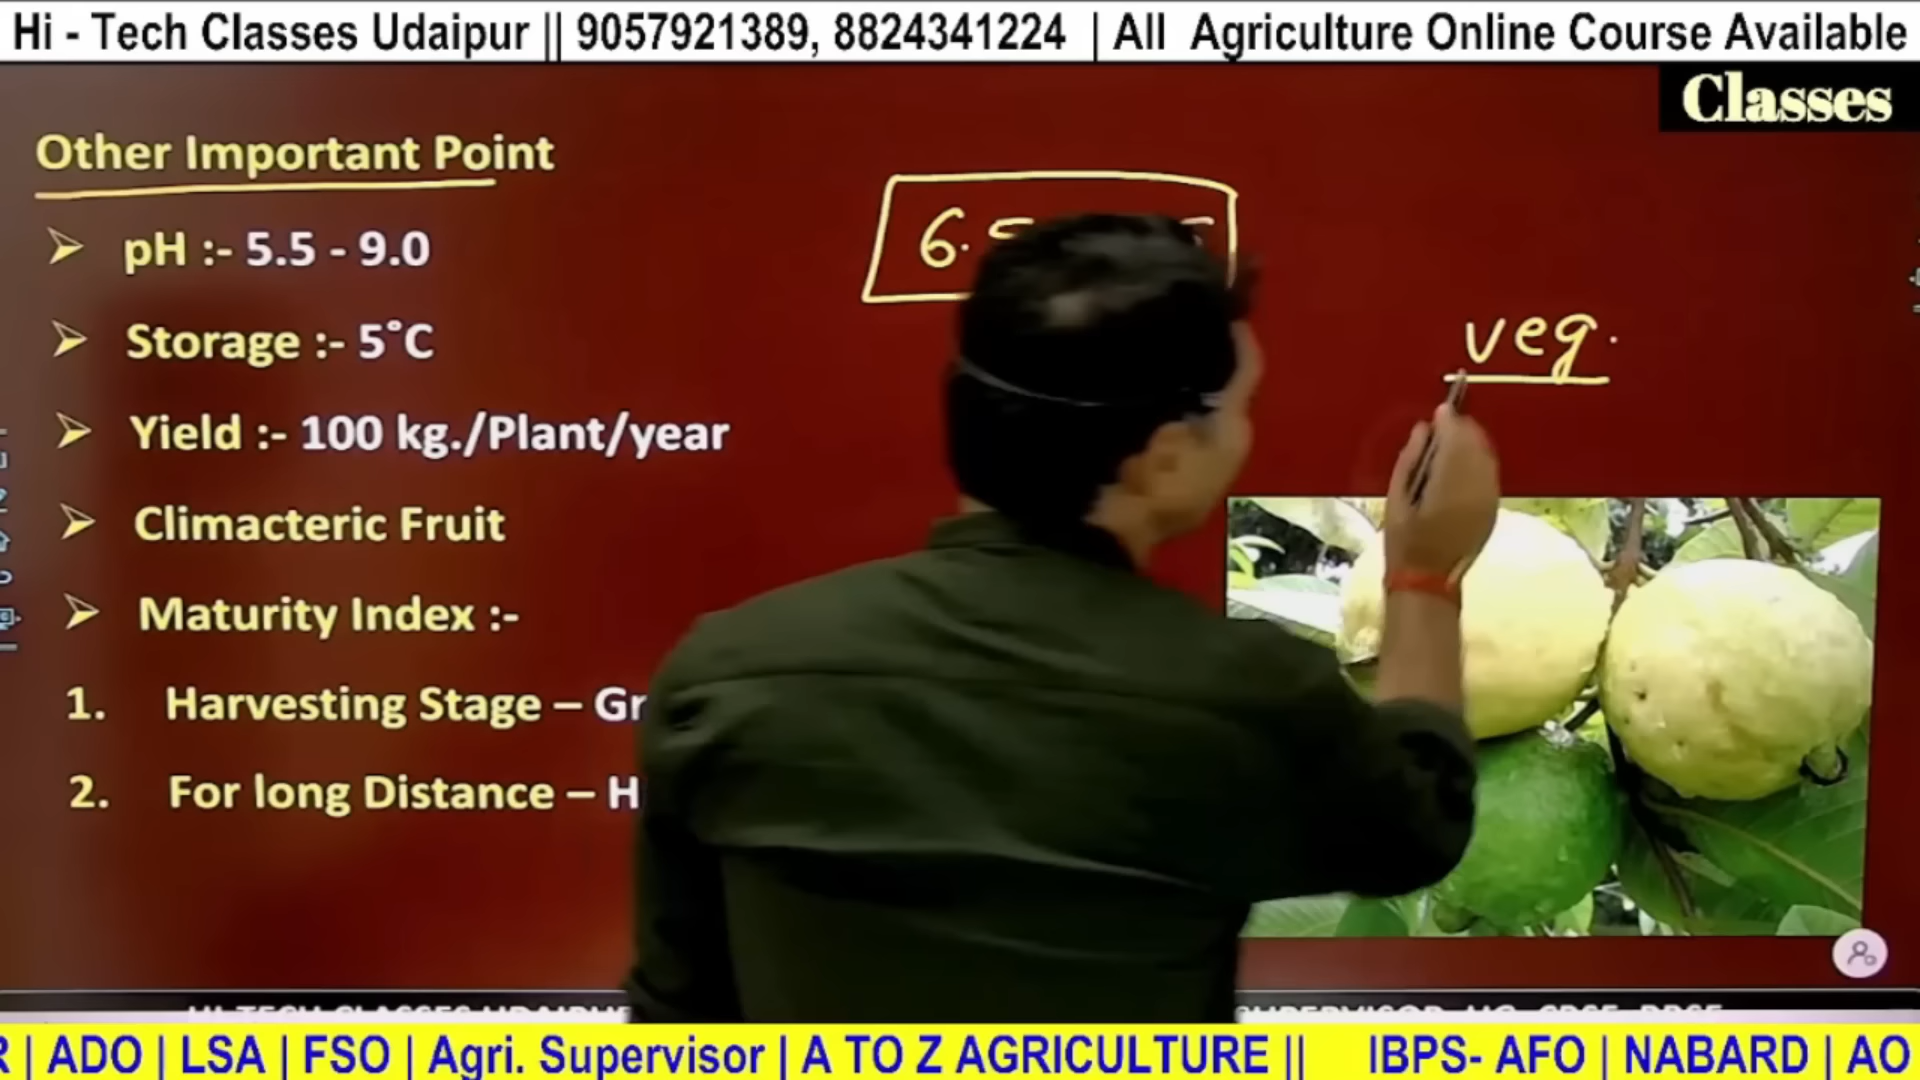 Hi - Tech Classes Udaipur || 9057921389, 8824341224 | All Agriculture Online Course Available
Classes
Other Important Point
➢ pH :- 5.5 - 9.0
6.5
veg.
➢ Storage :- 5°C
➢ Yield :- 100 kg./Plant/year
➢ Climacteric Fruit
➢ Maturity Index :-
1. Harvesting Stage –
2. For long Distance –
| ADO | LSA | FSO | Agri. Supervisor | A TO Z AGRICULTURE || IBPS- AFO | NABARD | AO